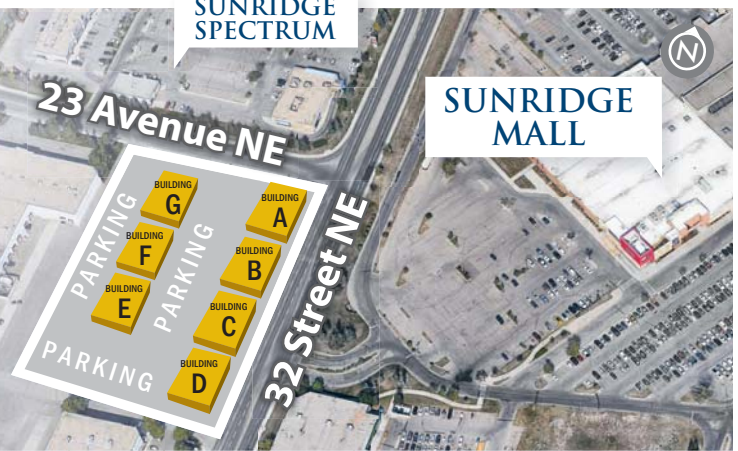 SUNRIDGE
SPECTRUM
N
SUNRIDGE
MALL
23 Avenue NE
32 Street NE
BUILDING
G
BUILDING
A
BUILDING
F
BUILDING
B
BUILDING
E
BUILDING
C
BUILDING
D
PARKING
PARKING
PARKING